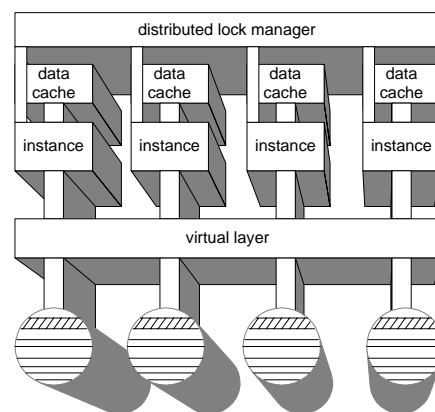 distributed lock manager
data cache
data cache
data cache
data cache
instance
instance
instance
instance
virtual layer